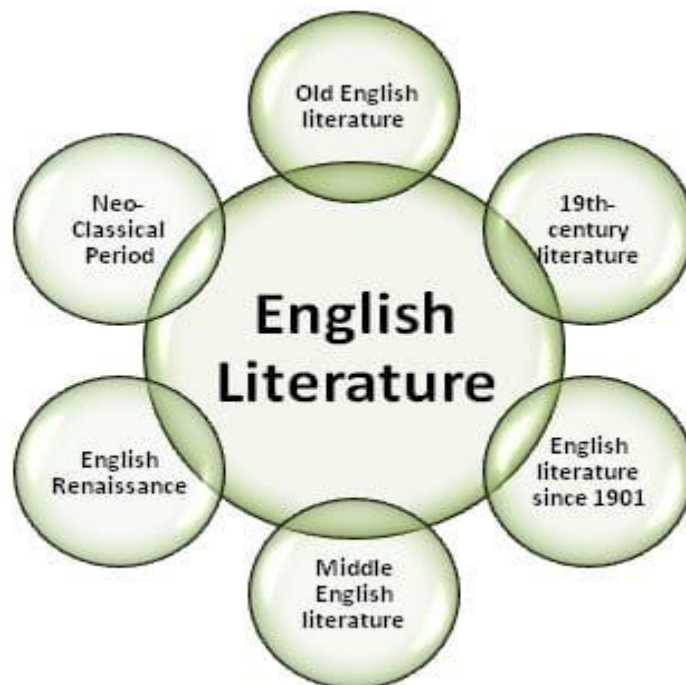 Old English
literature
Neo-
Classical
Period
19th-
century
literature
English
Literature
English
Renaissance
English
literature
since 1901
Middle
English
literature